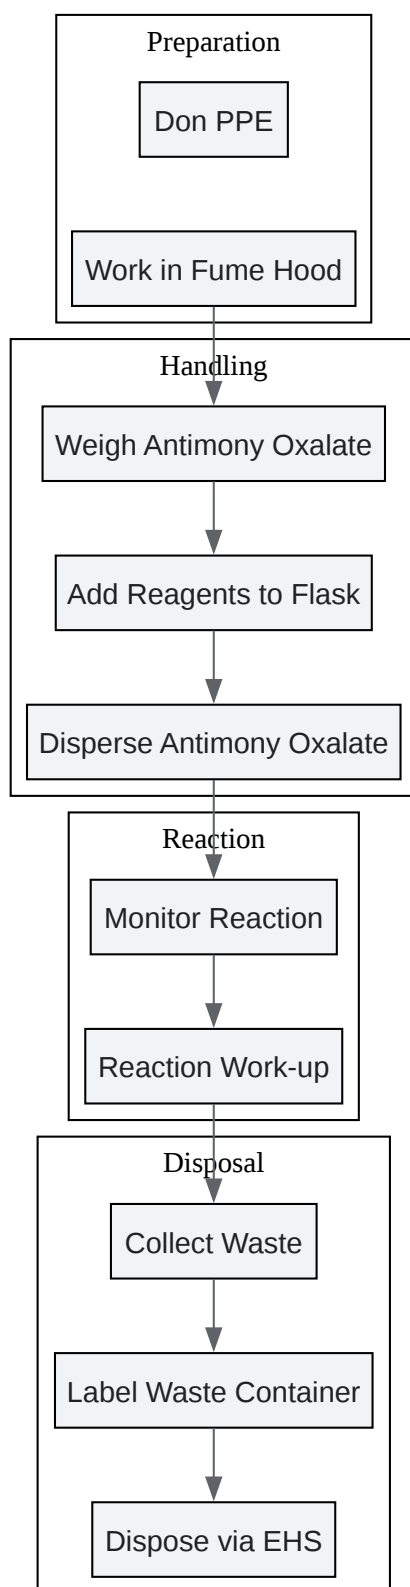 Preparation
Don PPE
Work in Fume Hood
Handling
Weigh Antimony Oxalate
Add Reagents to Flask
Disperse Antimony Oxalate
Reaction
Monitor Reaction
Reaction Work-up
Disposal
Collect Waste
Label Waste Container
Dispose via EHS